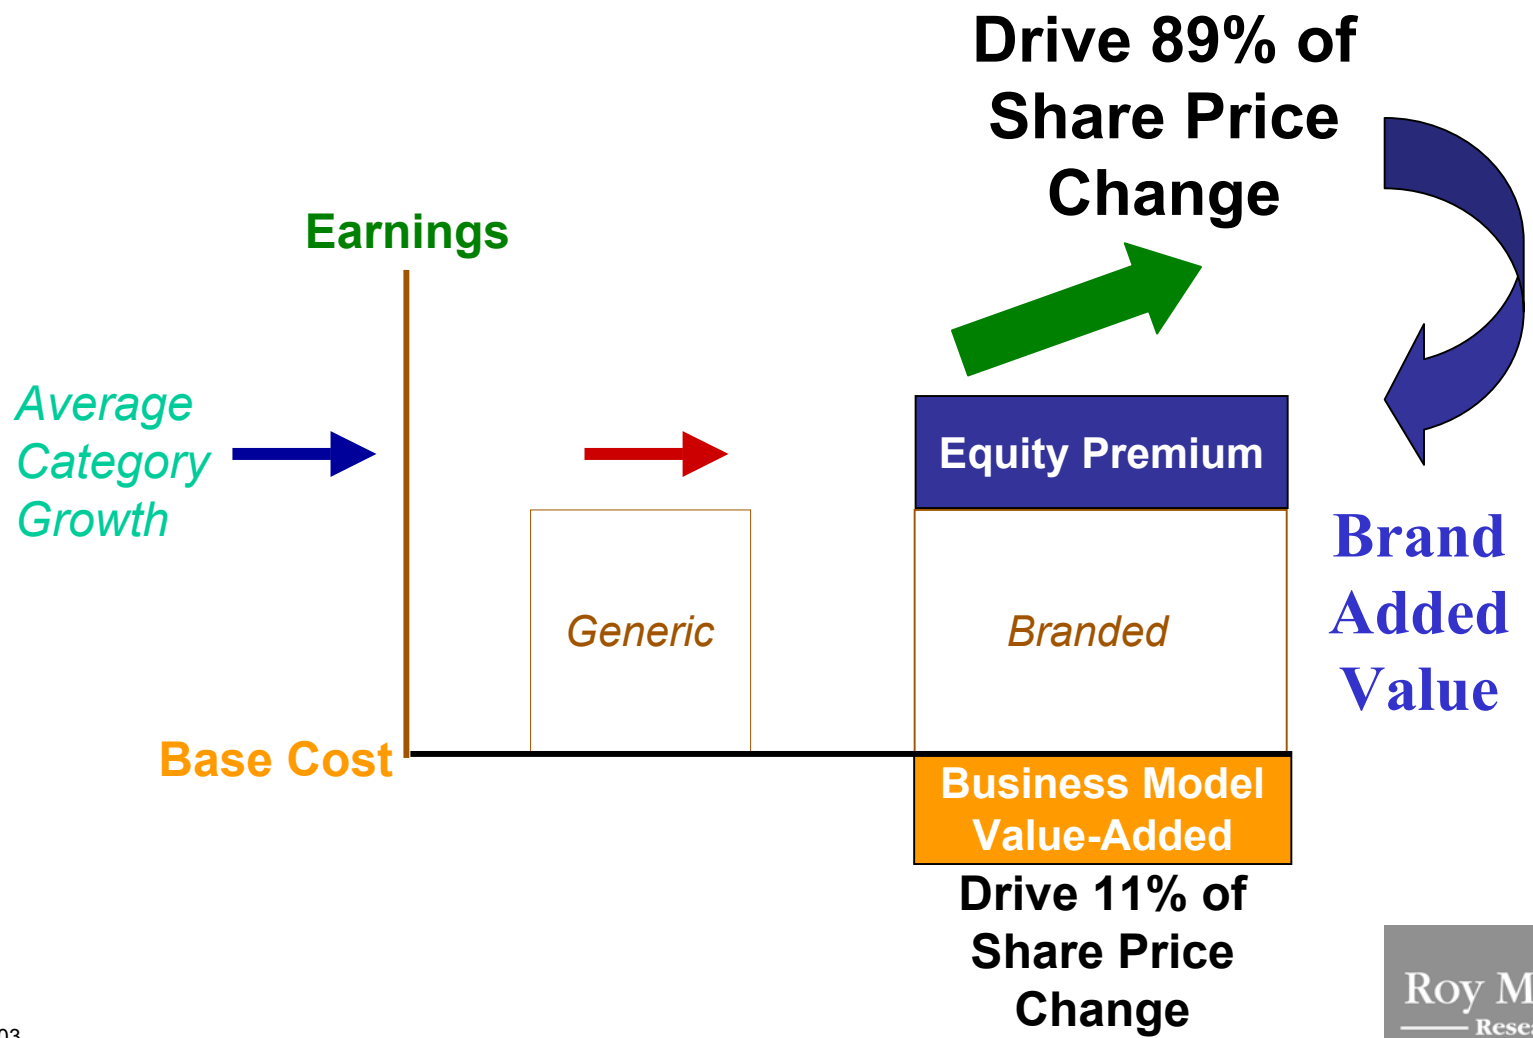 Drive 89% of
Share Price
Change
Earnings
Average
Category
Growth
Equity Premium
Brand
Added
Value
Generic
Branded
Base Cost
Business Model
Value-Added
Drive 11% of
Share Price
Change
Roy
03